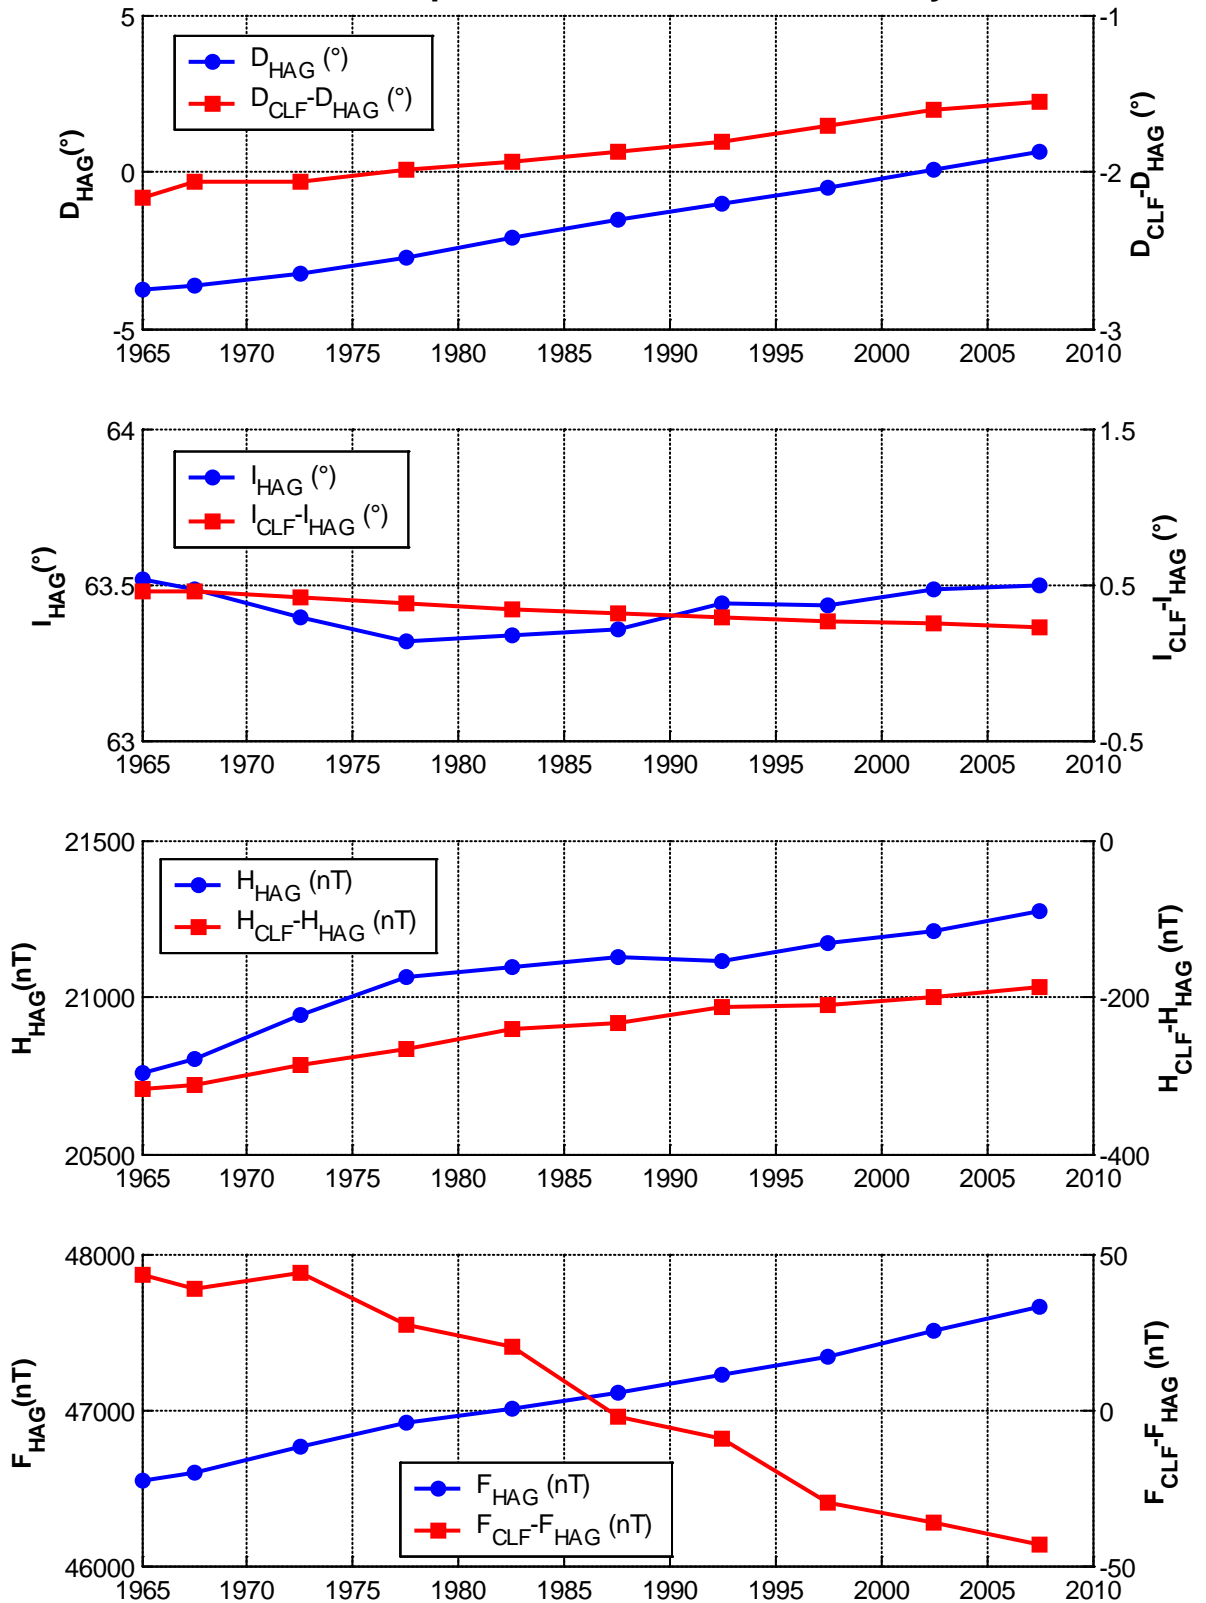 5
0
-5
D_HAG(°)
D_HAG (°)
D_CLF-D_HAG (°)
-1
-2
-3
D_CLF-D_HAG (°)
1965 1970 1975 1980 1985 1990 1995 2000 2005 2010
64
63.5
63
I_HAG(°)
I_HAG (°)
I_CLF-I_HAG (°)
1.5
0.5
-0.5
I_CLF-I_HAG (°)
1965 1970 1975 1980 1985 1990 1995 2000 2005 2010
21500
21000
20500
H_HAG(nT)
H_HAG (nT)
H_CLF-H_HAG (nT)
0
-200
-400
H_CLF-H_HAG (nT)
1965 1970 1975 1980 1985 1990 1995 2000 2005 2010
48000
47000
46000
F_HAG(nT)
F_HAG (nT)
F_CLF-F_HAG (nT)
50
0
-50
F_CLF-F_HAG (nT)
1965 1970 1975 1980 1985 1990 1995 2000 2005 2010